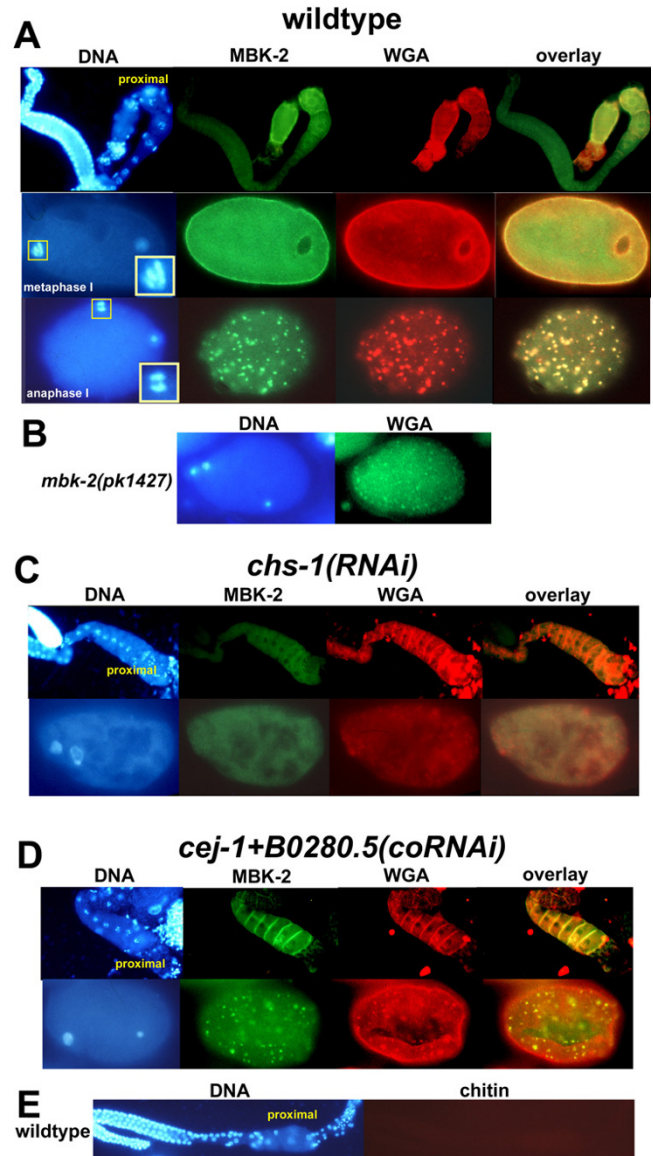 A
wildtype
DNA MBK-2 WGA overlay
proximal
metaphase I
anaphase I
B
DNA WGA
mbk-2(pk1427)
C
chs-1(RNAi)
DNA MBK-2 WGA overlay
proximal
D
cej-1+B0280.5(coRNAi)
DNA MBK-2 WGA overlay
proximal
E
DNA chitin
wildtype
proximal